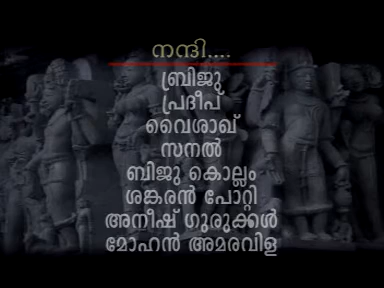 നന്ദി....
ബ്രിജു
പ്രദീപ്
വൈശാഖ്
സനൽ
ബിജു കൊല്ലം
ശങ്കരൻ പോറ്റി
അനീഷ് ഗുരുക്കൾ
മോഹൻ അമരവിള